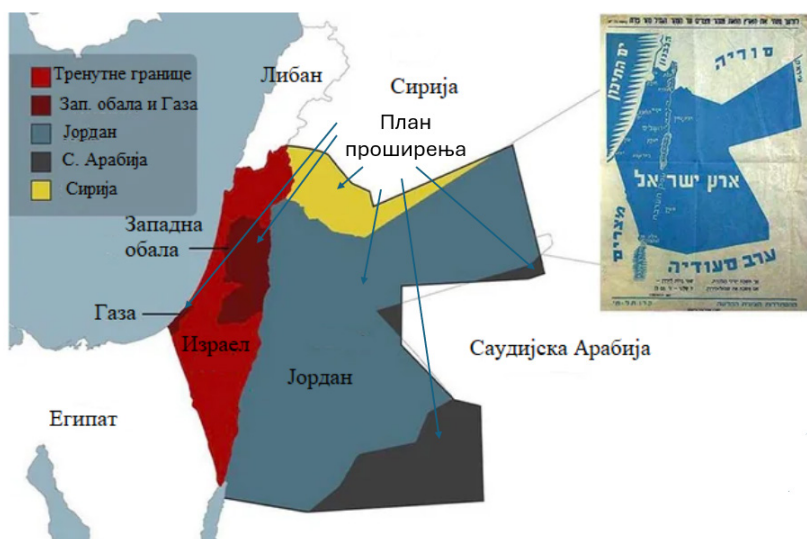 Тренутне границе
Зап. обала и Газа
Јордан
С. Арабија
Сирија
Либан
Сирија
План
проширења
Западна
обала
Газа
Израел
Јордан
Саудијска Арабија
Египат
ים התיכון
הלבנון
סוריה
ארץ ישראל
מצרים
ערב סעודיה